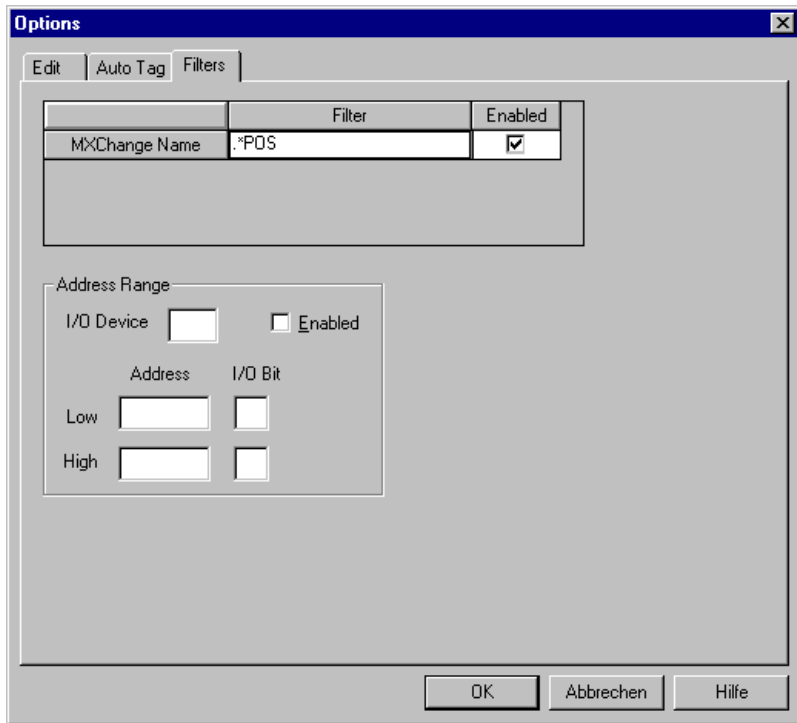 Options
Edit Auto Tag Filters
Filter Enabled
MXChange Name .*POS
Address Range
I/O Device Enabled
Address I/O Bit
Low
High
OK Abbrechen Hilfe